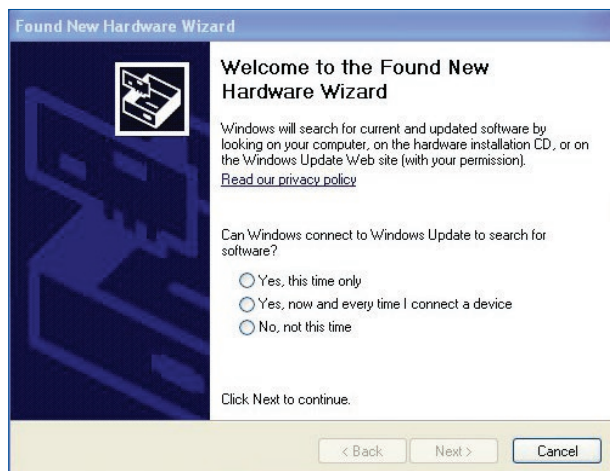 Found New Hardware Wizard
Welcome to the Found New
Hardware Wizard
Windows will search for current and updated software by
looking on your computer, on the hardware installation CD, or on
the Windows Update Web site (with your permission).
Read our privacy policy
Can Windows connect to Windows Update to search for
software?
Yes, this time only
Yes, now and every time I connect a device
No, not this time
Click Next to continue.
< Back Next > Cancel